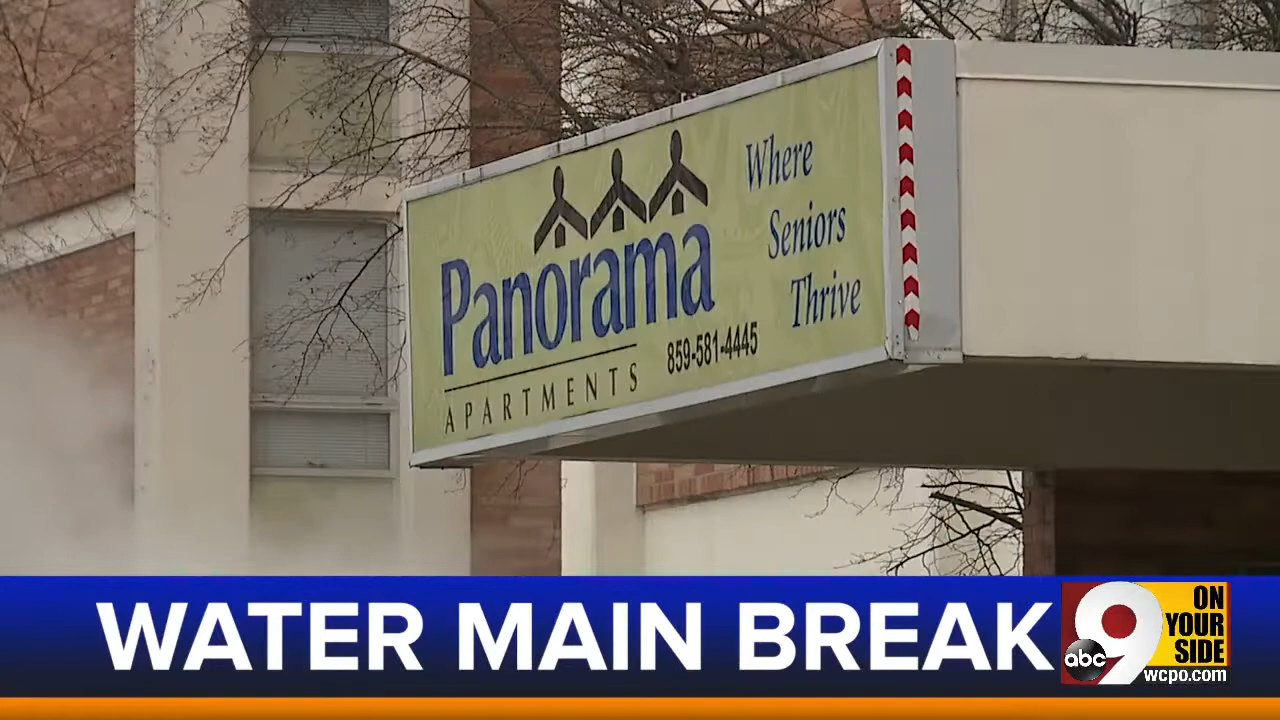 Where
Seniors
Thrive
Panorama
859-581-4445
APARTMENTS
WATER MAIN BREAK
abc 9
ON
YOUR
SIDE
wcpo.com